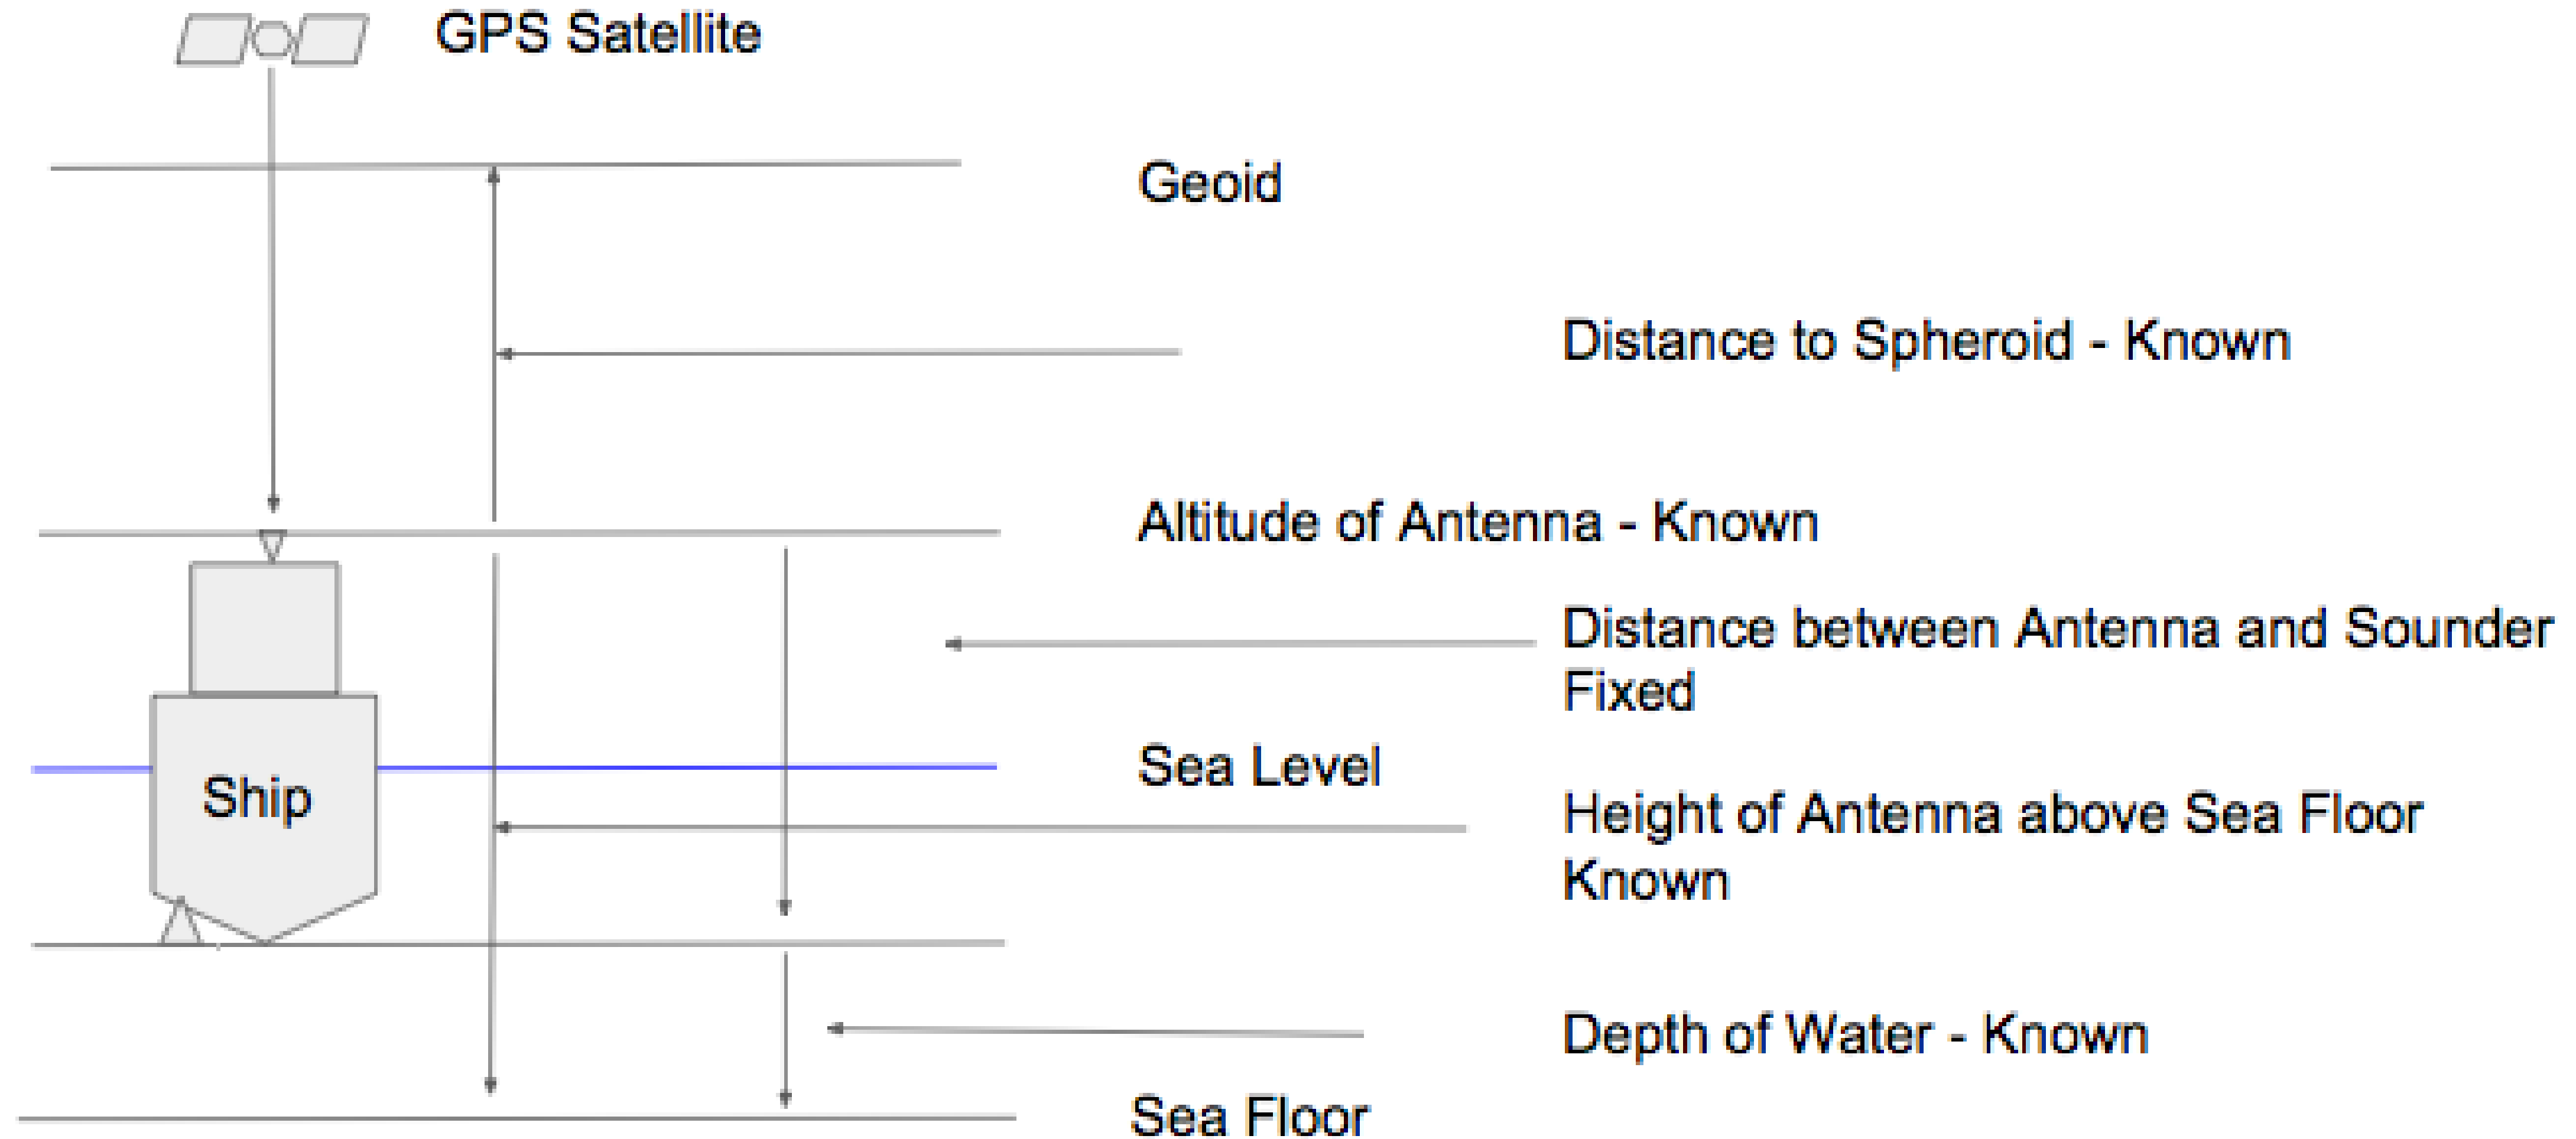 GPS Satellite
Geoid
Distance to Spheroid - Known
Altitude of Antenna - Known
Distance between Antenna and Sounder
Fixed
Sea Level
Ship
Height of Antenna above Sea Floor
Known
Depth of Water - Known
Sea Floor